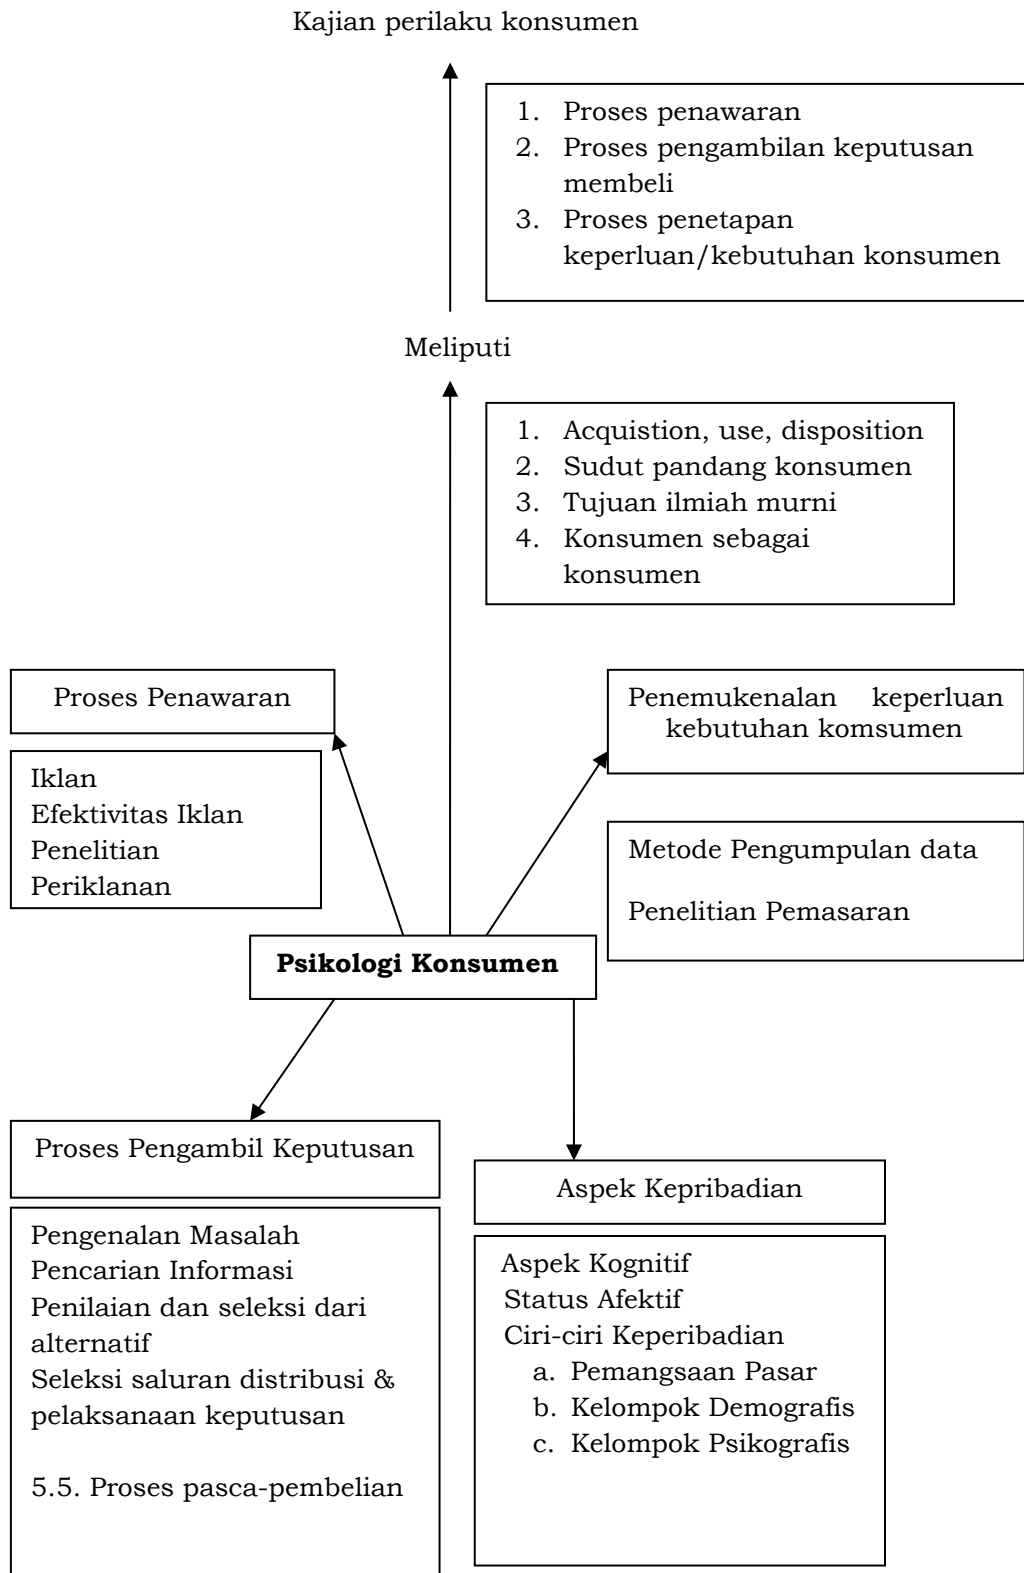 Kajian perilaku konsumen
1. Proses penawaran
2. Proses pengambilan keputusan
membeli
3. Proses penetapan
keperluan/kebutuhan konsumen
Meliputi
1. Acquistion, use, disposition
2. Sudut pandang konsumen
3. Tujuan ilmiah murni
4. Konsumen sebagai
konsumen
Proses Penawaran
Iklan
Efektivitas Iklan
Penelitian
Periklanan
Penemukenalan keperluan
kebutuhan komsumen
Metode Pengumpulan data
Penelitian Pemasaran
Psikologi Konsumen
Proses Pengambil Keputusan
Pengenalan Masalah
Pencarian Informasi
Penilaian dan seleksi dari
alternatif
Seleksi saluran distribusi &
pelaksanaan keputusan
5.5. Proses pasca-pembelian
Aspek Kepribadian
Aspek Kognitif
Status Afektif
Ciri-ciri Keperibadian
a. Pemangsaan Pasar
b. Kelompok Demografis
c. Kelompok Psikografis